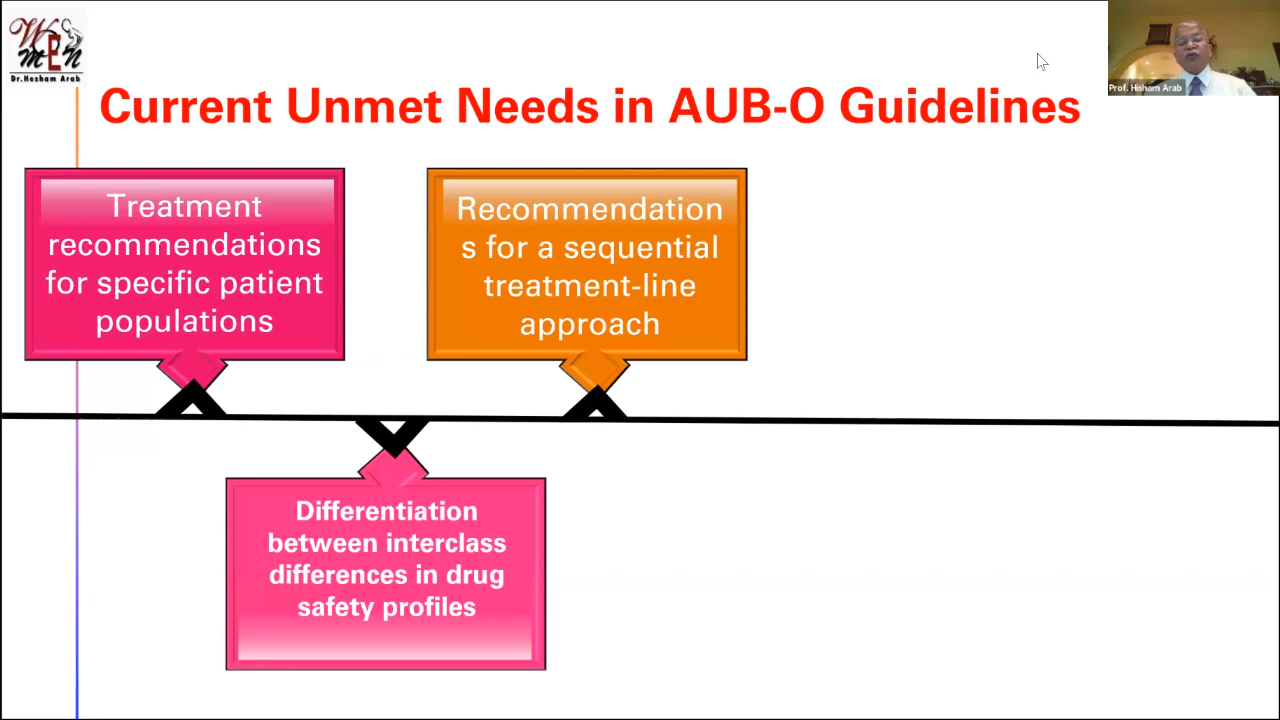 WOmEN
Dr.Hesham Arab
Prof. Hisham Arab
Current Unmet Needs in AUB-O Guidelines
Treatment
recommendations
for specific patient
populations
Recommendation
s for a sequential
treatment-line
approach
Differentiation
between interclass
differences in drug
safety profiles